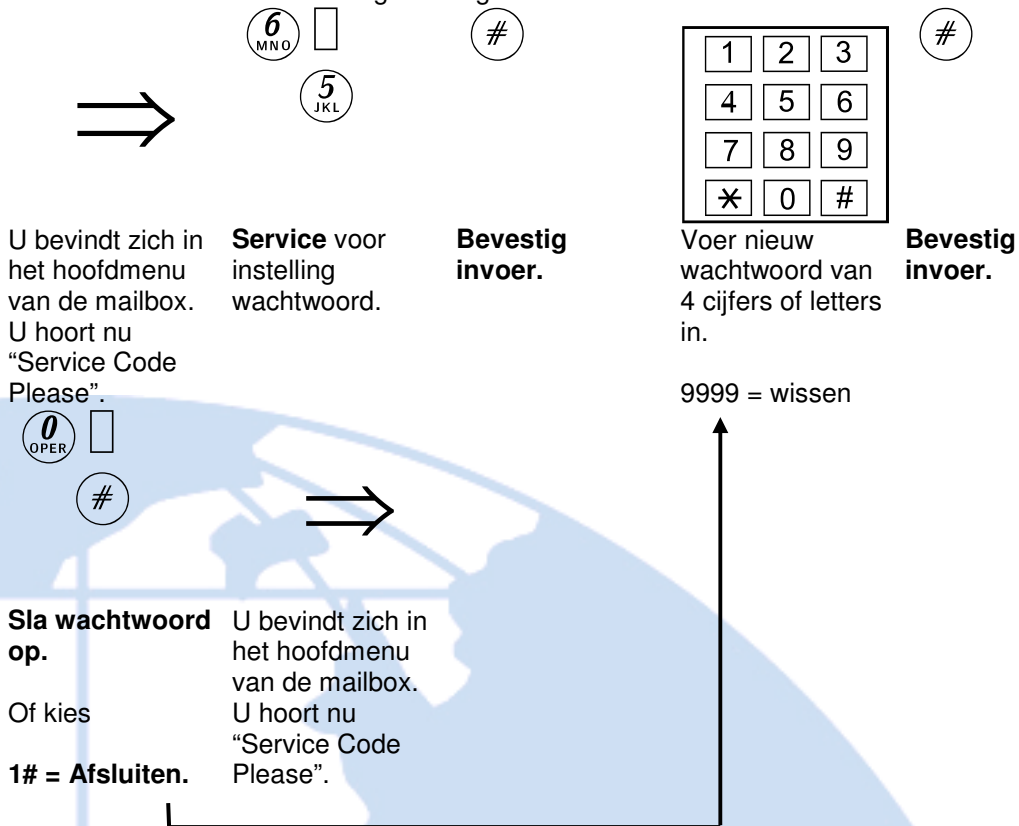 6 MNO
#
#
5 JKL
1 2 3
4 5 6
7 8 9
* 0 #
U bevindt zich in
het hoofdmenu
van de mailbox.
U hoort nu
“Service Code
Please”.
Service voor
instelling
wachtwoord.
Bevestig
invoer.
Voer nieuw
wachtwoord van
4 cijfers of letters
in.
9999 = wissen
Bevestig
invoer.
0 OPER
#
Sla wachtwoord
op.
Of kies
1# = Afsluiten.
U bevindt zich in
het hoofdmenu
van de mailbox.
U hoort nu
“Service Code
Please”.